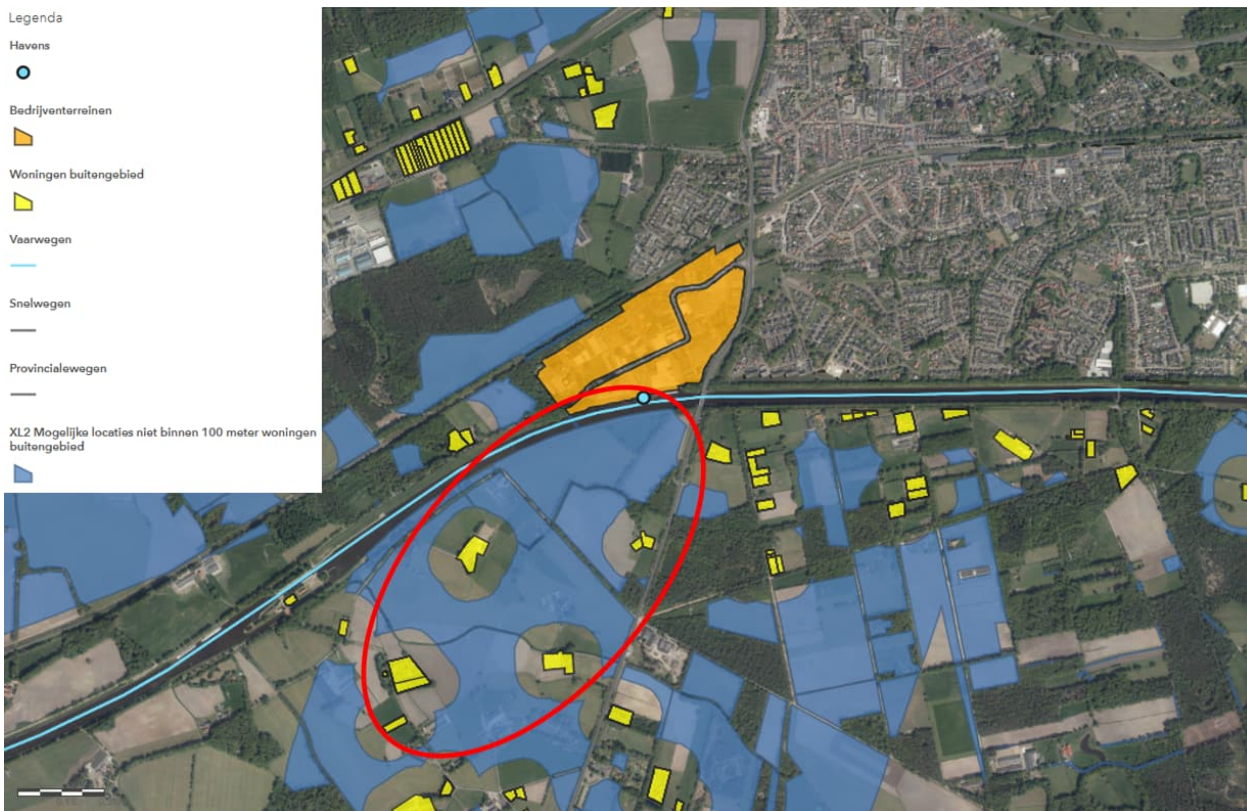 Legenda
Havens
Bedrijventerreinen
Woningen buitengebied
Vaarwegen
Snelwegen
Provincialewegen
XL2 Mogelijke locaties niet binnen 100 meter woningen
buitengebied